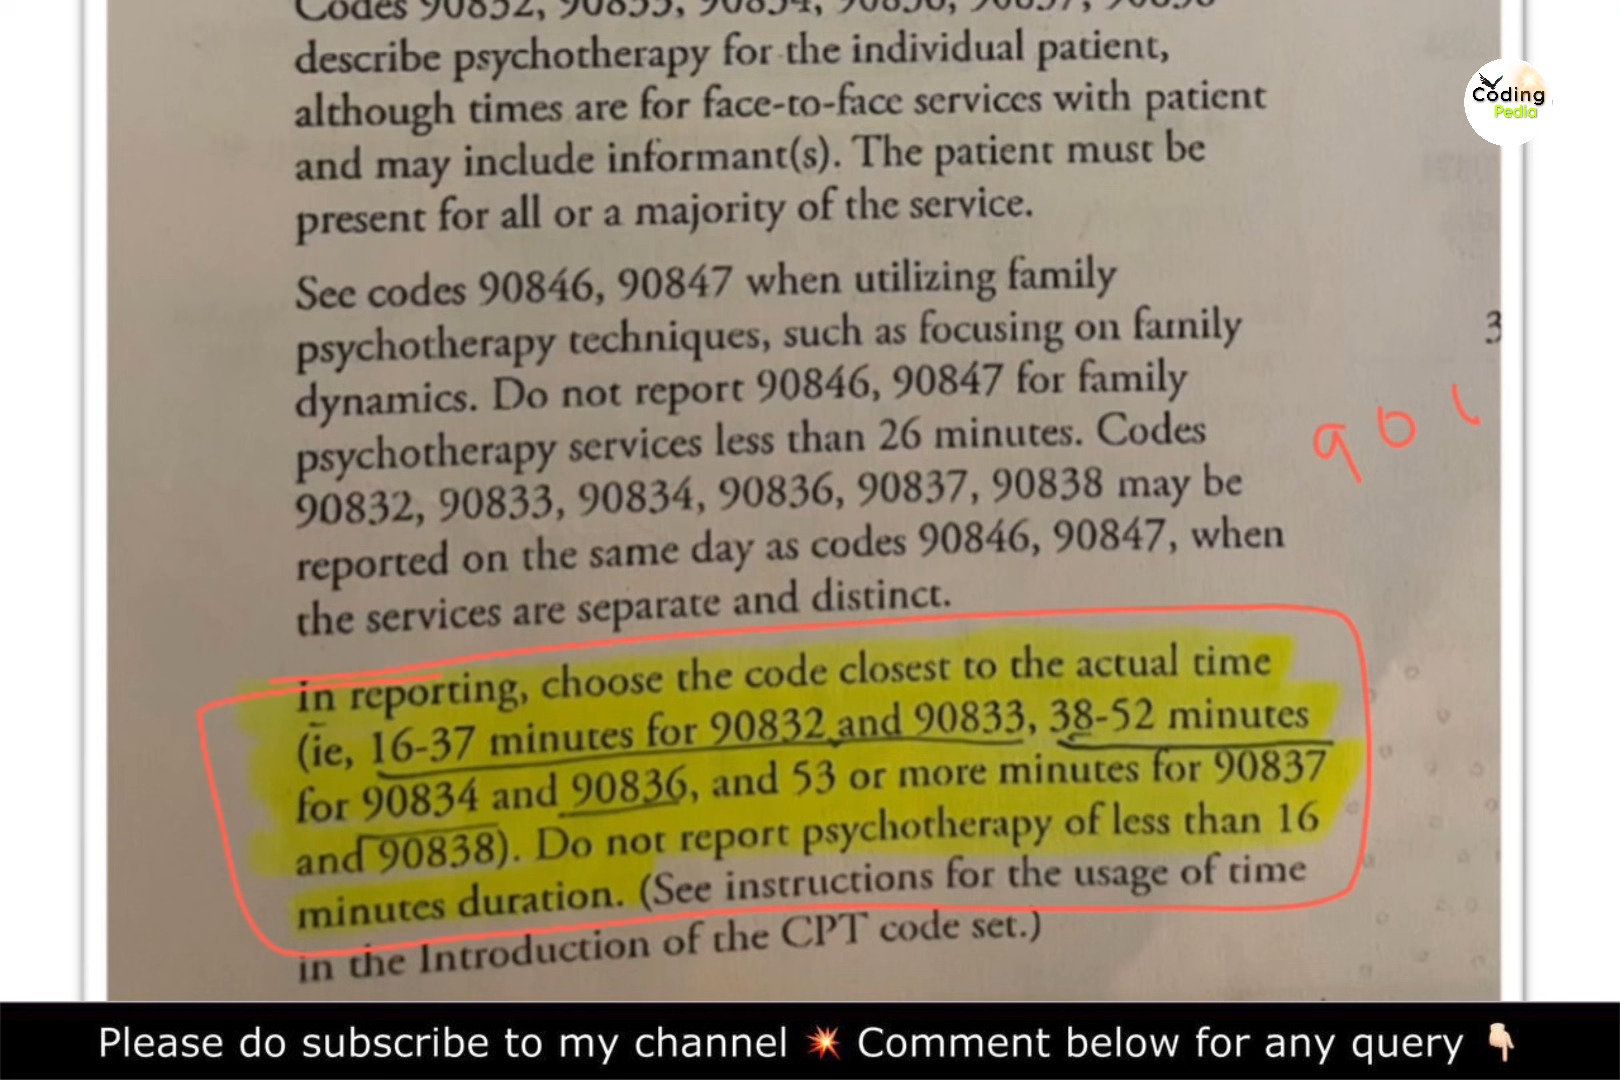 Codes 90832, 90833, 90834, 90836, 90837, 90838
describe psychotherapy for the individual patient,
although times are for face-to-face services with patient
and may include informant(s). The patient must be
present for all or a majority of the service.
See codes 90846, 90847 when utilizing family
psychotherapy techniques, such as focusing on family
dynamics. Do not report 90846, 90847 for family
psychotherapy services less than 26 minutes. Codes
90832, 90833, 90834, 90836, 90837, 90838 may be
reported on the same day as codes 90846, 90847, when
the services are separate and distinct.
In reporting, choose the code closest to the actual time
(ie, 16-37 minutes for 90832 and 90833, 38-52 minutes
for 90834 and 90836, and 53 or more minutes for 90837
and 90838). Do not report psychotherapy of less than 16
minutes duration. (See instructions for the usage of time
in the Introduction of the CPT code set.)
3
Coding
Pedia
Please do subscribe to my channel 💥 Comment below for any query 👇🏻